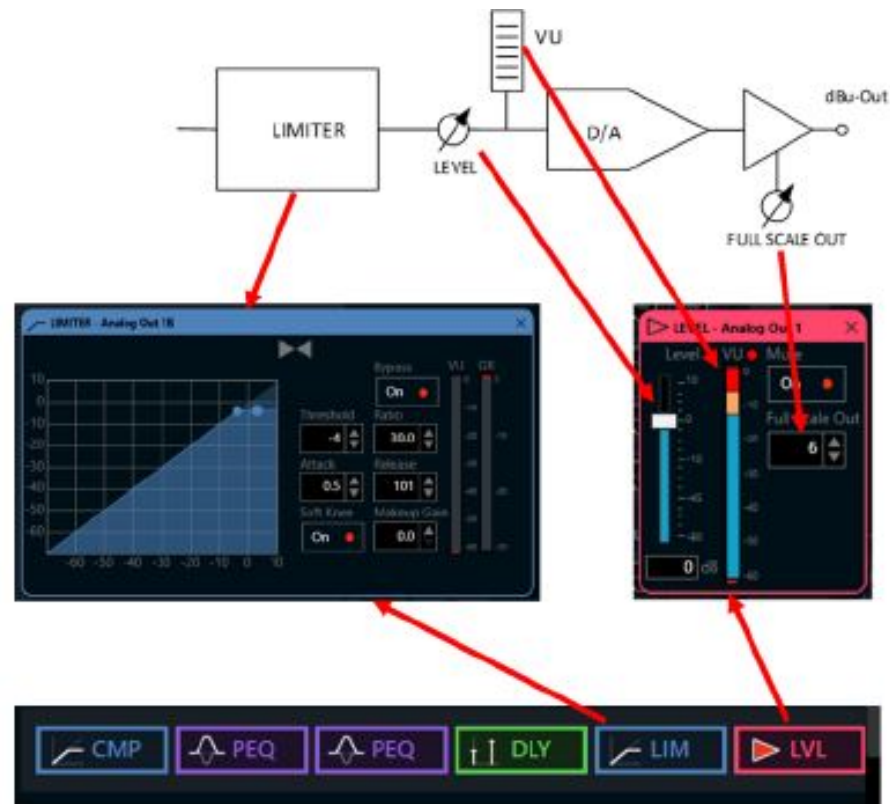 VU
dBu-Out
LIMITER
D/A
LEVEL
FULL SCALE OUT
LIMITER - Analog Out 1B
Bypass
VU GR
On
Threshold
Ratio
-4
30.0
Attack
Release
0.5
101
Soft Knee
Makeup Gain
On
0.0
10
0
-10
-20
-30
-40
-50
-60
-60 -50 -40 -30 -20 -10 0 10
LEVEL - Analog Out 1
Level
VU
Mute
On
Full Scale Out
6
0 dB
CMP
PEQ
PEQ
DLY
LIM
LVL